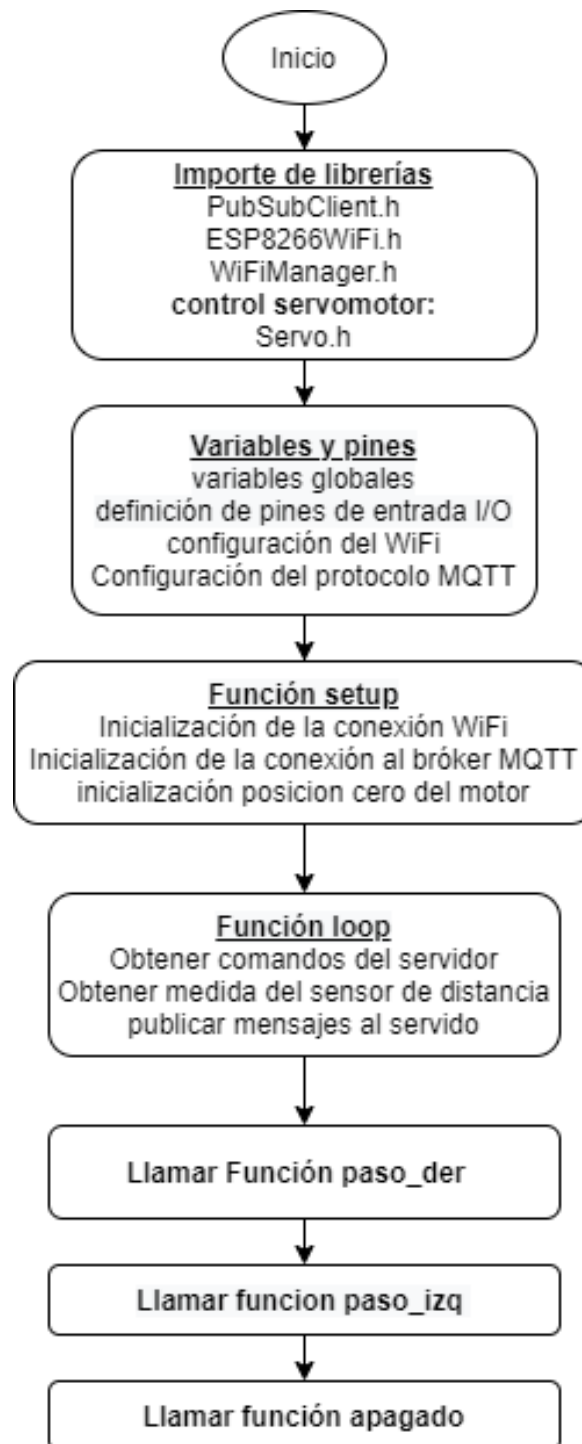 Inicio
Importe de librerías
PubSubClient.h
ESP8266WiFi.h
WiFiManager.h
control servomotor:
Servo.h
Variables y pines
variables globales
definición de pines de entrada I/O
configuración del WiFi
Configuración del protocolo MQTT
Función setup
Inicialización de la conexión WiFi
Inicialización de la conexión al bróker MQTT
inicialización posicion cero del motor
Función loop
Obtener comandos del servidor
Obtener medida del sensor de distancia
publicar mensajes al servido
Llamar Función paso_der
Llamar funcion paso_izq
Llamar función apagado